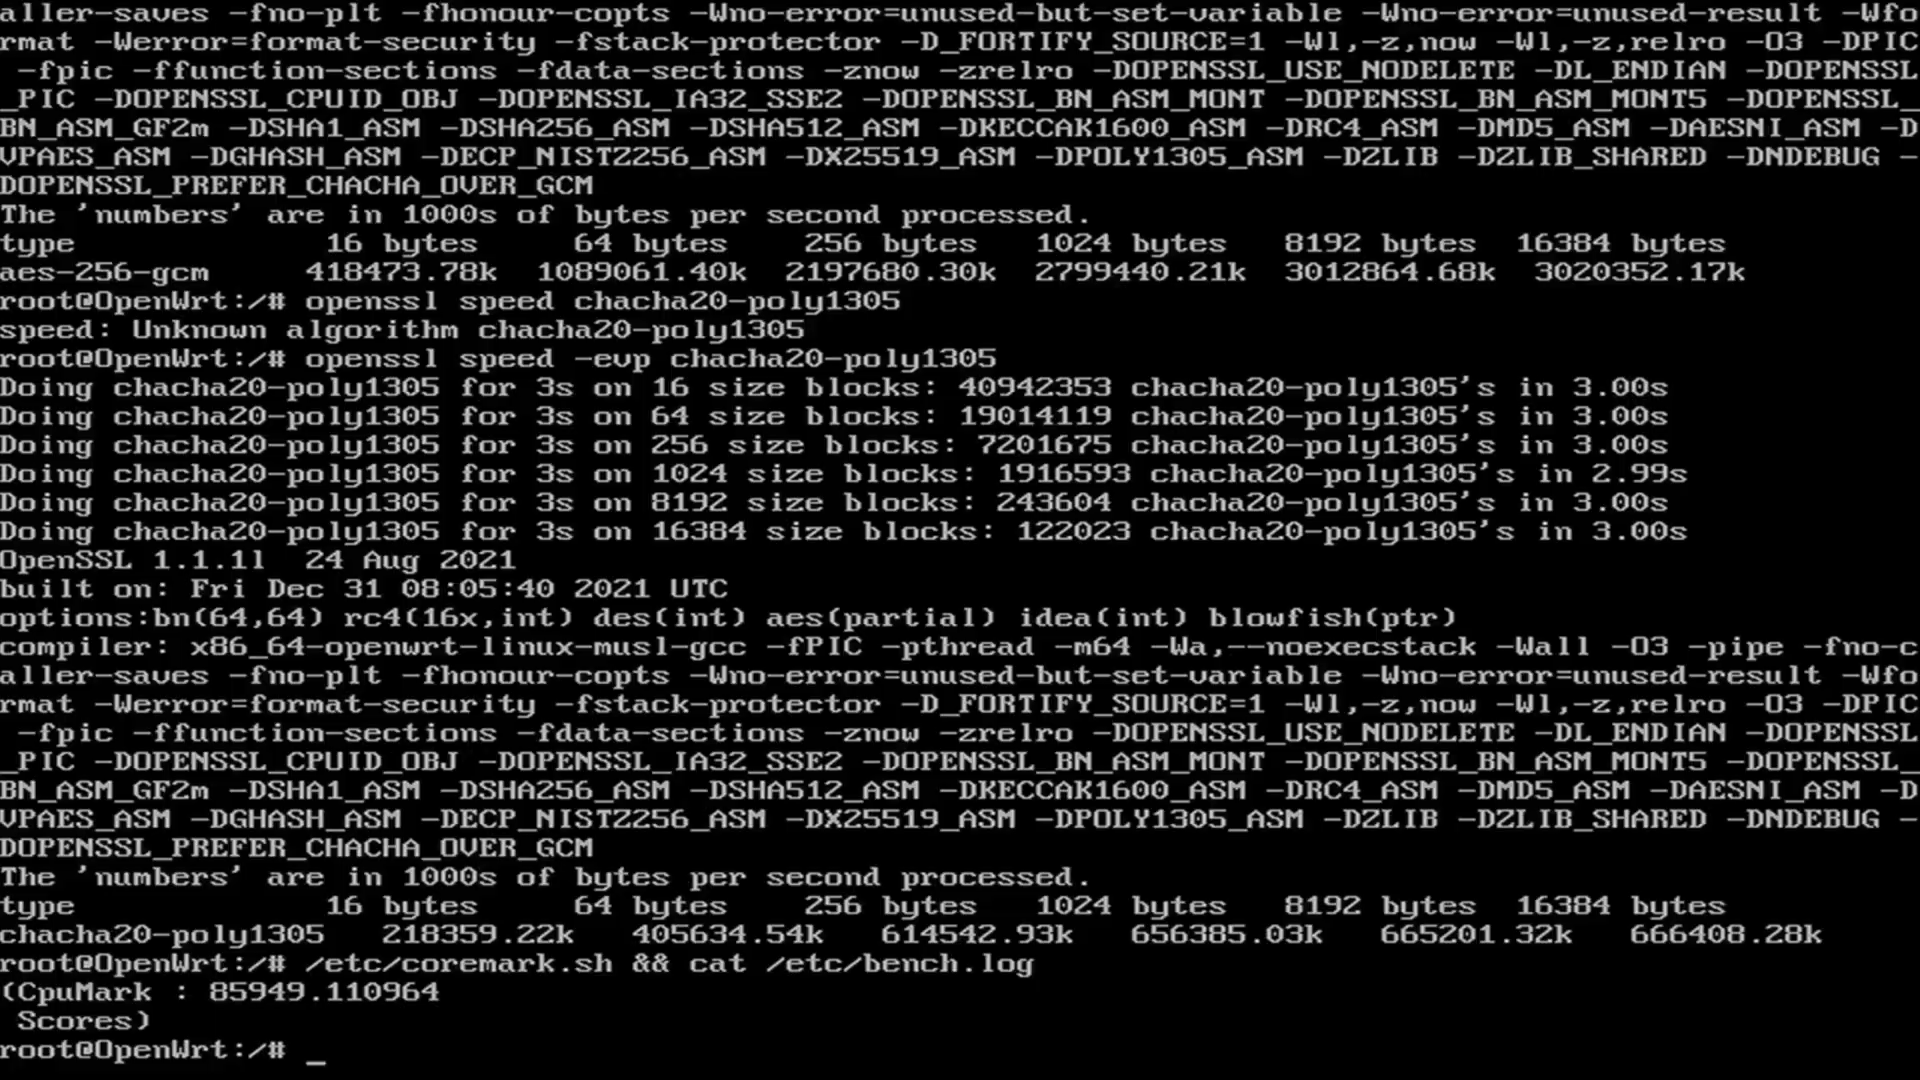 aller-saves -fno-plt -fhonour-copts -Wno-error=unused-but-set-variable -Wno-error=unused-result -Wfo
rmat -Werror=format-security -fstack-protector -D_FORTIFY_SOURCE=1 -Wl,-z,now -Wl,-z,relro -O3 -DPIC
 -fpic -ffunction-sections -fdata-sections -znow -zrelro -DOPENSSL_USE_NODELETE -DL_ENDIAN -DOPENSSL
_PIC -DOPENSSL_CPUID_OBJ -DOPENSSL_IA32_SSE2 -DOPENSSL_BN_ASM_MONT -DOPENSSL_BN_ASM_MONT5 -DOPENSSL_
BN_ASM_GF2m -DSHA1_ASM -DSHA256_ASM -DSHA512_ASM -DKECCAK1600_ASM -DRC4_ASM -DMD5_ASM -DAESNI_ASM -D
VPAES_ASM -DGHASH_ASM -DECP_NISTZ256_ASM -DX25519_ASM -DPOLY1305_ASM -DZLIB -DZLIB_SHARED -DNDEBUG -
DOPENSSL_PREFER_CHACHA_OVER_GCM
The 'numbers' are in 1000s of bytes per second processed.
type             16 bytes     64 bytes    256 bytes   1024 bytes   8192 bytes  16384 bytes
aes-256-gcm     418473.78k  1089061.40k  2197680.30k  2799440.21k  3012864.68k  3020352.17k
root@OpenWrt:/# openssl speed chacha20-poly1305
speed: Unknown algorithm chacha20-poly1305
root@OpenWrt:/# openssl speed -evp chacha20-poly1305
Doing chacha20-poly1305 for 3s on 16 size blocks: 40942353 chacha20-poly1305's in 3.00s
Doing chacha20-poly1305 for 3s on 64 size blocks: 19014119 chacha20-poly1305's in 3.00s
Doing chacha20-poly1305 for 3s on 256 size blocks: 7201675 chacha20-poly1305's in 3.00s
Doing chacha20-poly1305 for 3s on 1024 size blocks: 1916593 chacha20-poly1305's in 2.99s
Doing chacha20-poly1305 for 3s on 8192 size blocks: 243604 chacha20-poly1305's in 3.00s
Doing chacha20-poly1305 for 3s on 16384 size blocks: 122023 chacha20-poly1305's in 3.00s
OpenSSL 1.1.1l  24 Aug 2021
built on: Fri Dec 31 08:05:40 2021 UTC
options:bn(64,64) rc4(16x,int) des(int) aes(partial) idea(int) blowfish(ptr)
compiler: x86_64-openwrt-linux-musl-gcc -fPIC -pthread -m64 -Wa,--noexecstack -Wall -O3 -pipe -fno-c
aller-saves -fno-plt -fhonour-copts -Wno-error=unused-but-set-variable -Wno-error=unused-result -Wfo
rmat -Werror=format-security -fstack-protector -D_FORTIFY_SOURCE=1 -Wl,-z,now -Wl,-z,relro -O3 -DPIC
 -fpic -ffunction-sections -fdata-sections -znow -zrelro -DOPENSSL_USE_NODELETE -DL_ENDIAN -DOPENSSL
_PIC -DOPENSSL_CPUID_OBJ -DOPENSSL_IA32_SSE2 -DOPENSSL_BN_ASM_MONT -DOPENSSL_BN_ASM_MONT5 -DOPENSSL_
BN_ASM_GF2m -DSHA1_ASM -DSHA256_ASM -DSHA512_ASM -DKECCAK1600_ASM -DRC4_ASM -DMD5_ASM -DAESNI_ASM -D
VPAES_ASM -DGHASH_ASM -DECP_NISTZ256_ASM -DX25519_ASM -DPOLY1305_ASM -DZLIB -DZLIB_SHARED -DNDEBUG -
DOPENSSL_PREFER_CHACHA_OVER_GCM
The 'numbers' are in 1000s of bytes per second processed.
type             16 bytes     64 bytes    256 bytes   1024 bytes   8192 bytes  16384 bytes
chacha20-poly1305   218359.22k   405634.54k   614542.93k   656385.03k   665201.32k   666408.28k
root@OpenWrt:/# /etc/coremark.sh && cat /etc/bench.log
(CpuMark : 85949.110964
 Scores)
root@OpenWrt:/# _